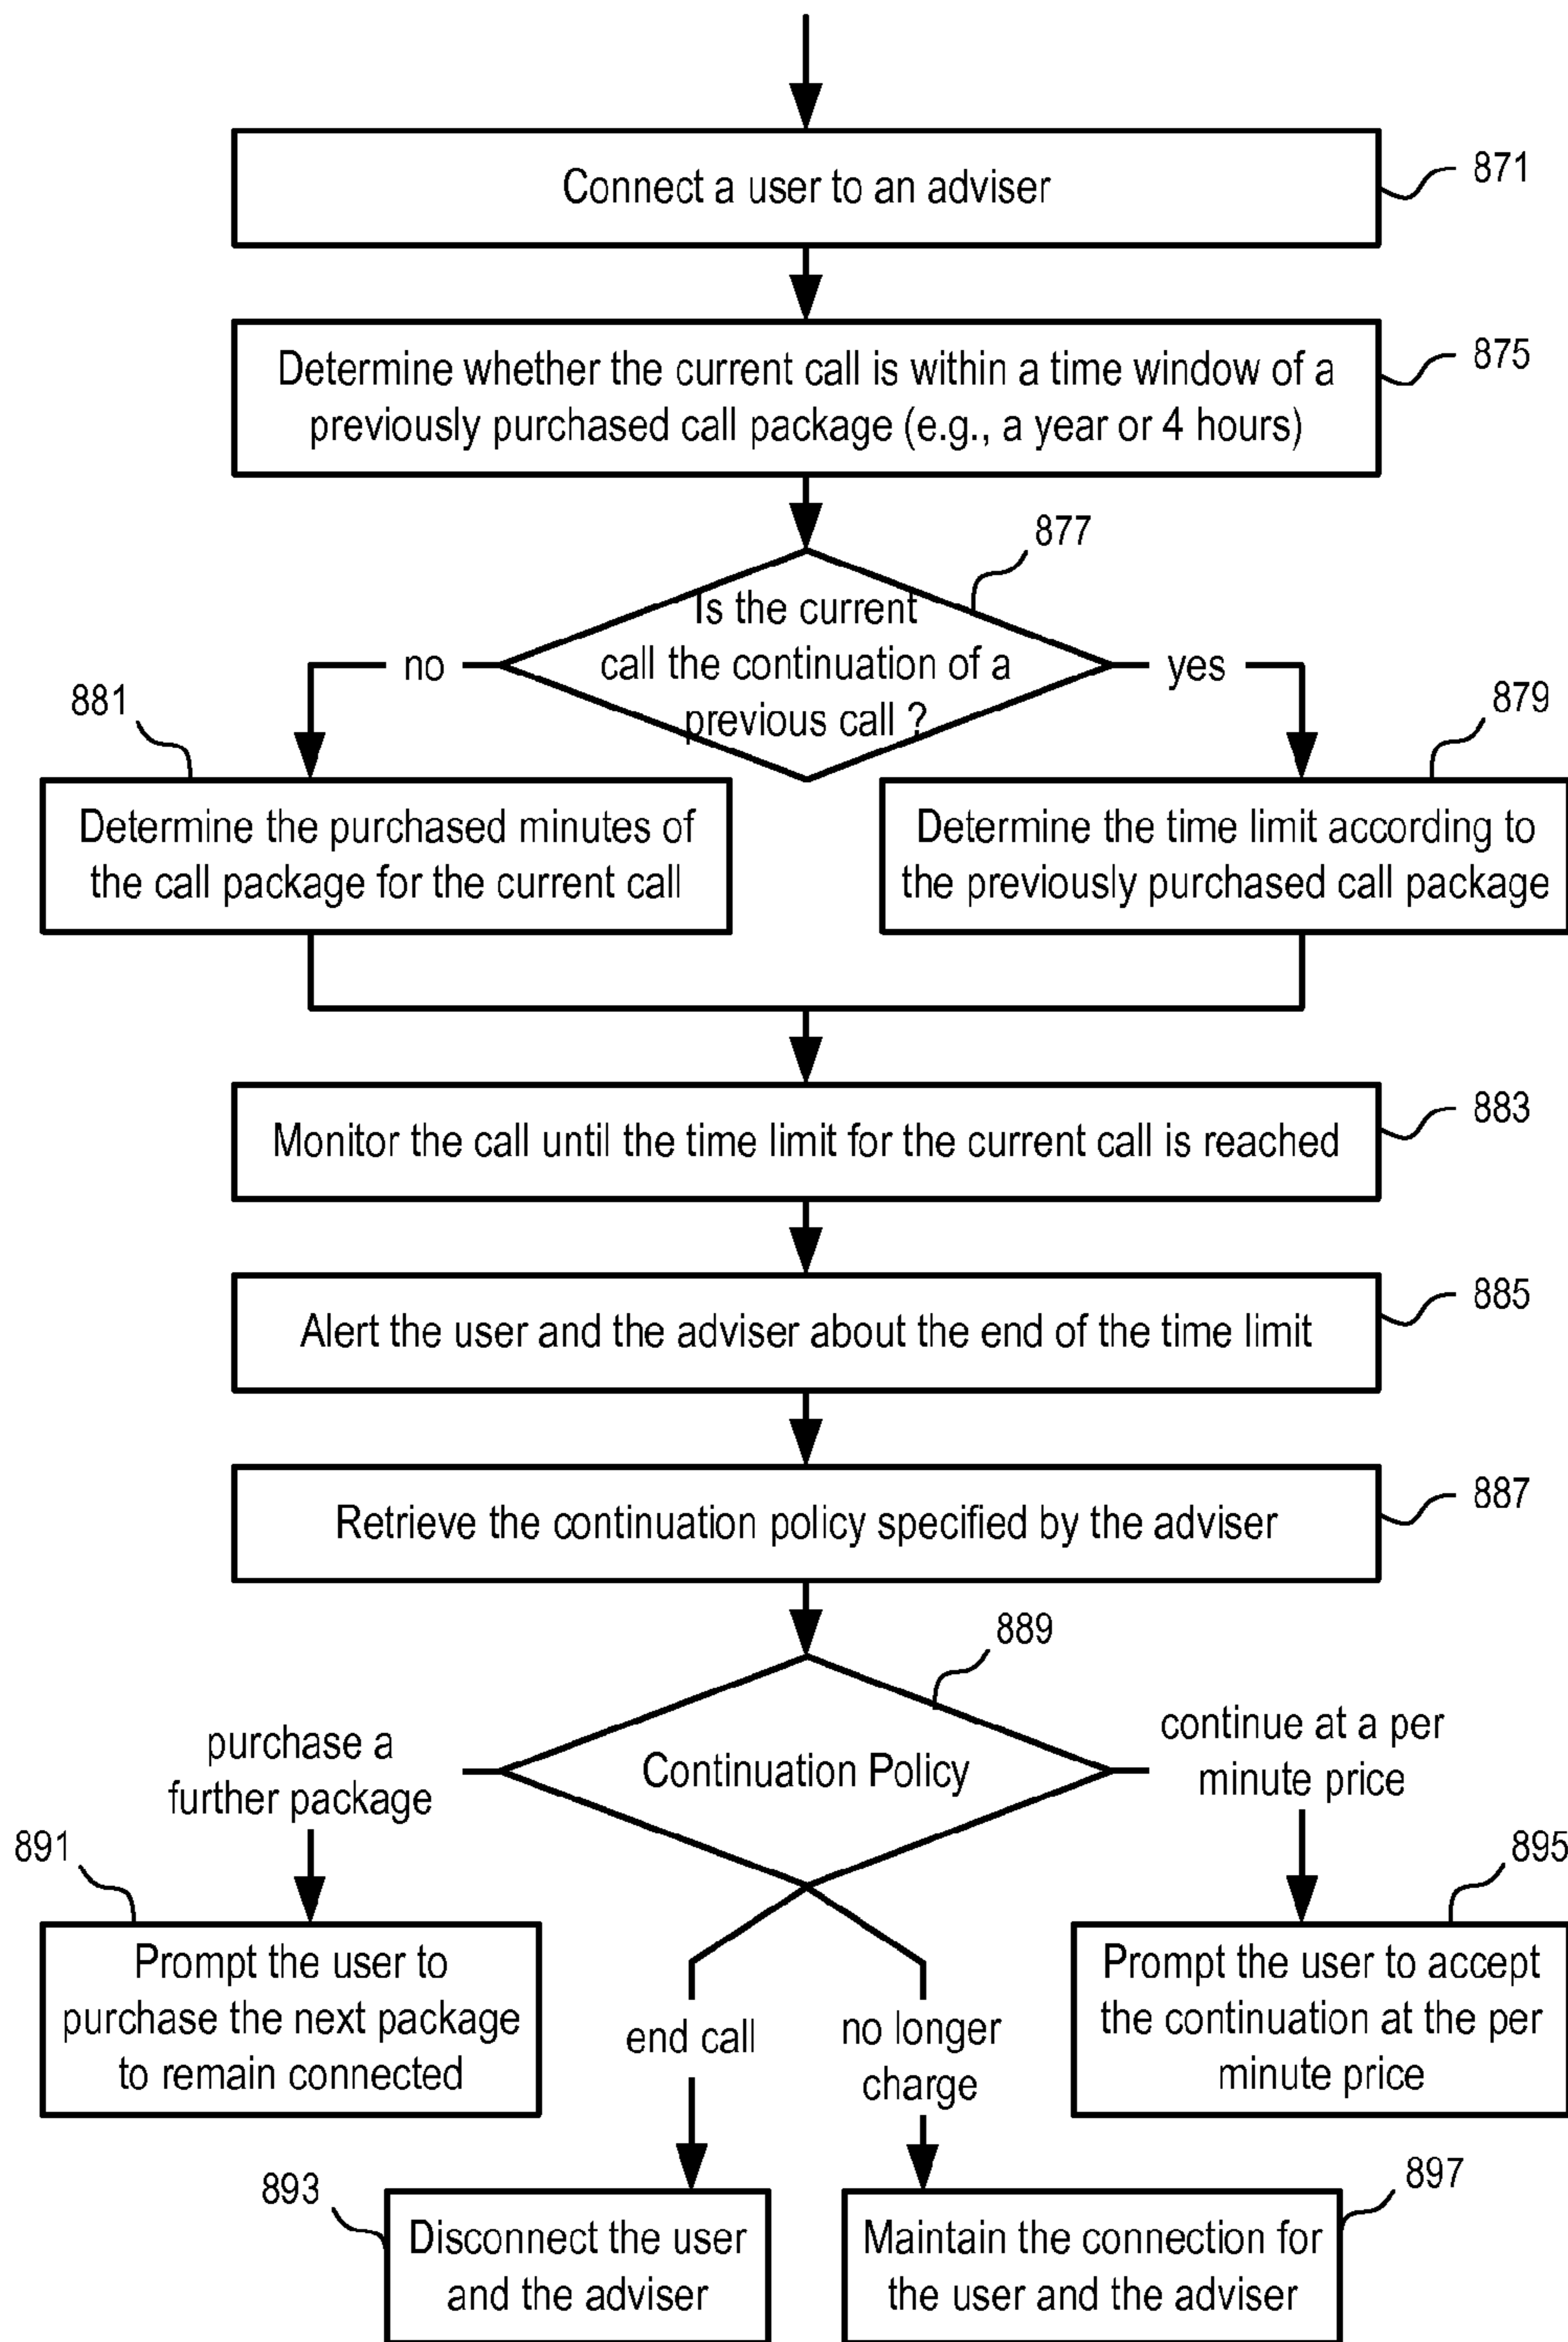 Connect a user to an adviser
871
Determine whether the current call is within a time window of a
previously purchased call package (e.g., a year or 4 hours)
875
877
Is the current
call the continuation of a
previous call ?
no
yes
881
879
Determine the purchased minutes of
the call package for the current call
Determine the time limit according to
the previously purchased call package
Monitor the call until the time limit for the current call is reached
883
Alert the user and the adviser about the end of the time limit
885
Retrieve the continuation policy specified by the adviser
887
889
Continuation Policy
purchase a
further package
continue at a per
minute price
891
895
Prompt the user to
purchase the next package
to remain connected
Prompt the user to accept
the continuation at the per
minute price
end call
no longer
charge
893
897
Disconnect the user
and the adviser
Maintain the connection for
the user and the adviser